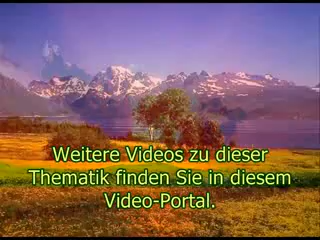 Weitere Videos zu dieser
Thematik finden Sie in diesem
Video-Portal.